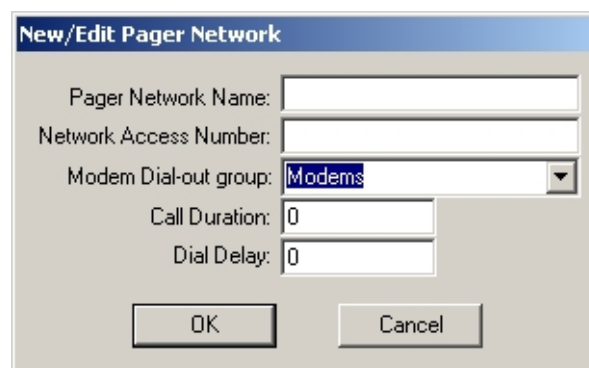 New/Edit Pager Network
Pager Network Name:
Network Access Number:
Modem Dial-out group: Modems
Call Duration: 0
Dial Delay: 0
OK Cancel